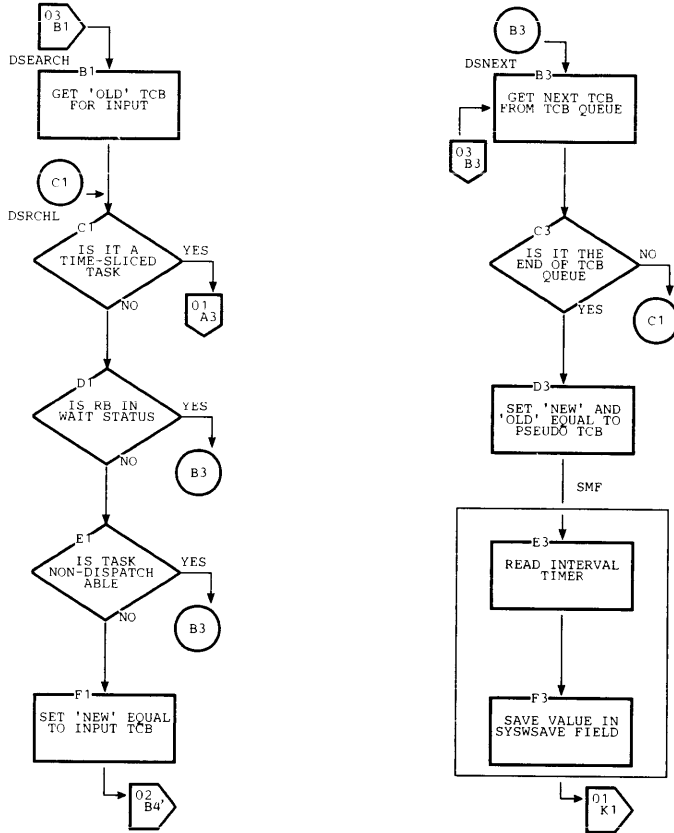 03
B1
DSEARCH
B1
GET 'OLD' TCB
FOR INPUT
C1
DSRCHL
C1
IS IT A
TIME-SLICED
TASK
YES
01
A3
NO
D1
IS RB IN
WAIT STATUS
YES
B3
NO
E1
IS TASK
NON-DISPATCH
ABLE
YES
B3
NO
F1
SET 'NEW' EQUAL
TO INPUT TCB
02
B4'
B3
DSNEXT
B3
GET NEXT TCB
FROM TCB QUEUE
03
B3
C3
IS IT THE
END OF TCB
QUEUE
NO
C1
YES
D3
SET 'NEW' AND
'OLD' EQUAL TO
PSEUDO TCB
SMF
E3
READ INTERVAL
TIMER
F3
SAVE VALUE IN
SYSWSAVE FIELD
01
K1